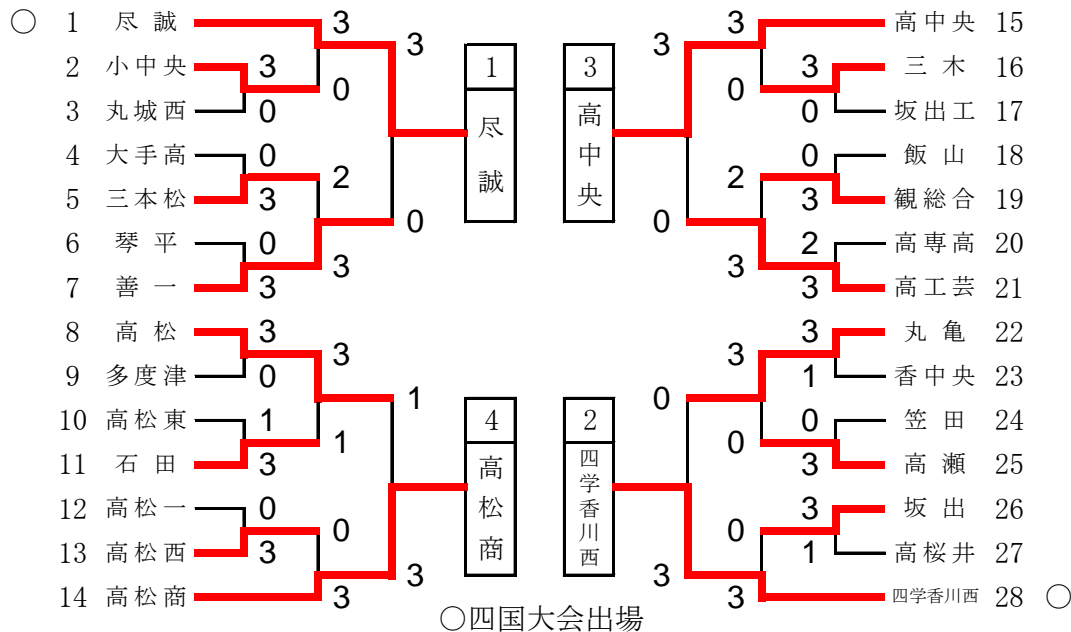 ○ 1 尽誠
2 小中央
3 丸城西
4 大手高
5 三本松
6 琴平
7 善一
8 高松
9 多度津
10 高松東
11 石田
12 高松一
13 高松西
14 高松商
3
3 0
0
0 2
3
0 3
3
3 3
0
1 1
3
0 0
3
3
3
0
1
3
1
尽誠
4
高松商
3
高中央
2
四学香川西
3
0
0
3
3
0 3
0
2 0
3
3 2
3
3 3
1
0 0
3
0 3
1
3
高中央 15
三木 16
坂出工 17
飯山 18
観総合 19
高専高 20
高工芸 21
丸亀 22
香中央 23
笠田 24
高瀬 25
坂出 26
高桜井 27
四学香川西 28 ○
○四国大会出場